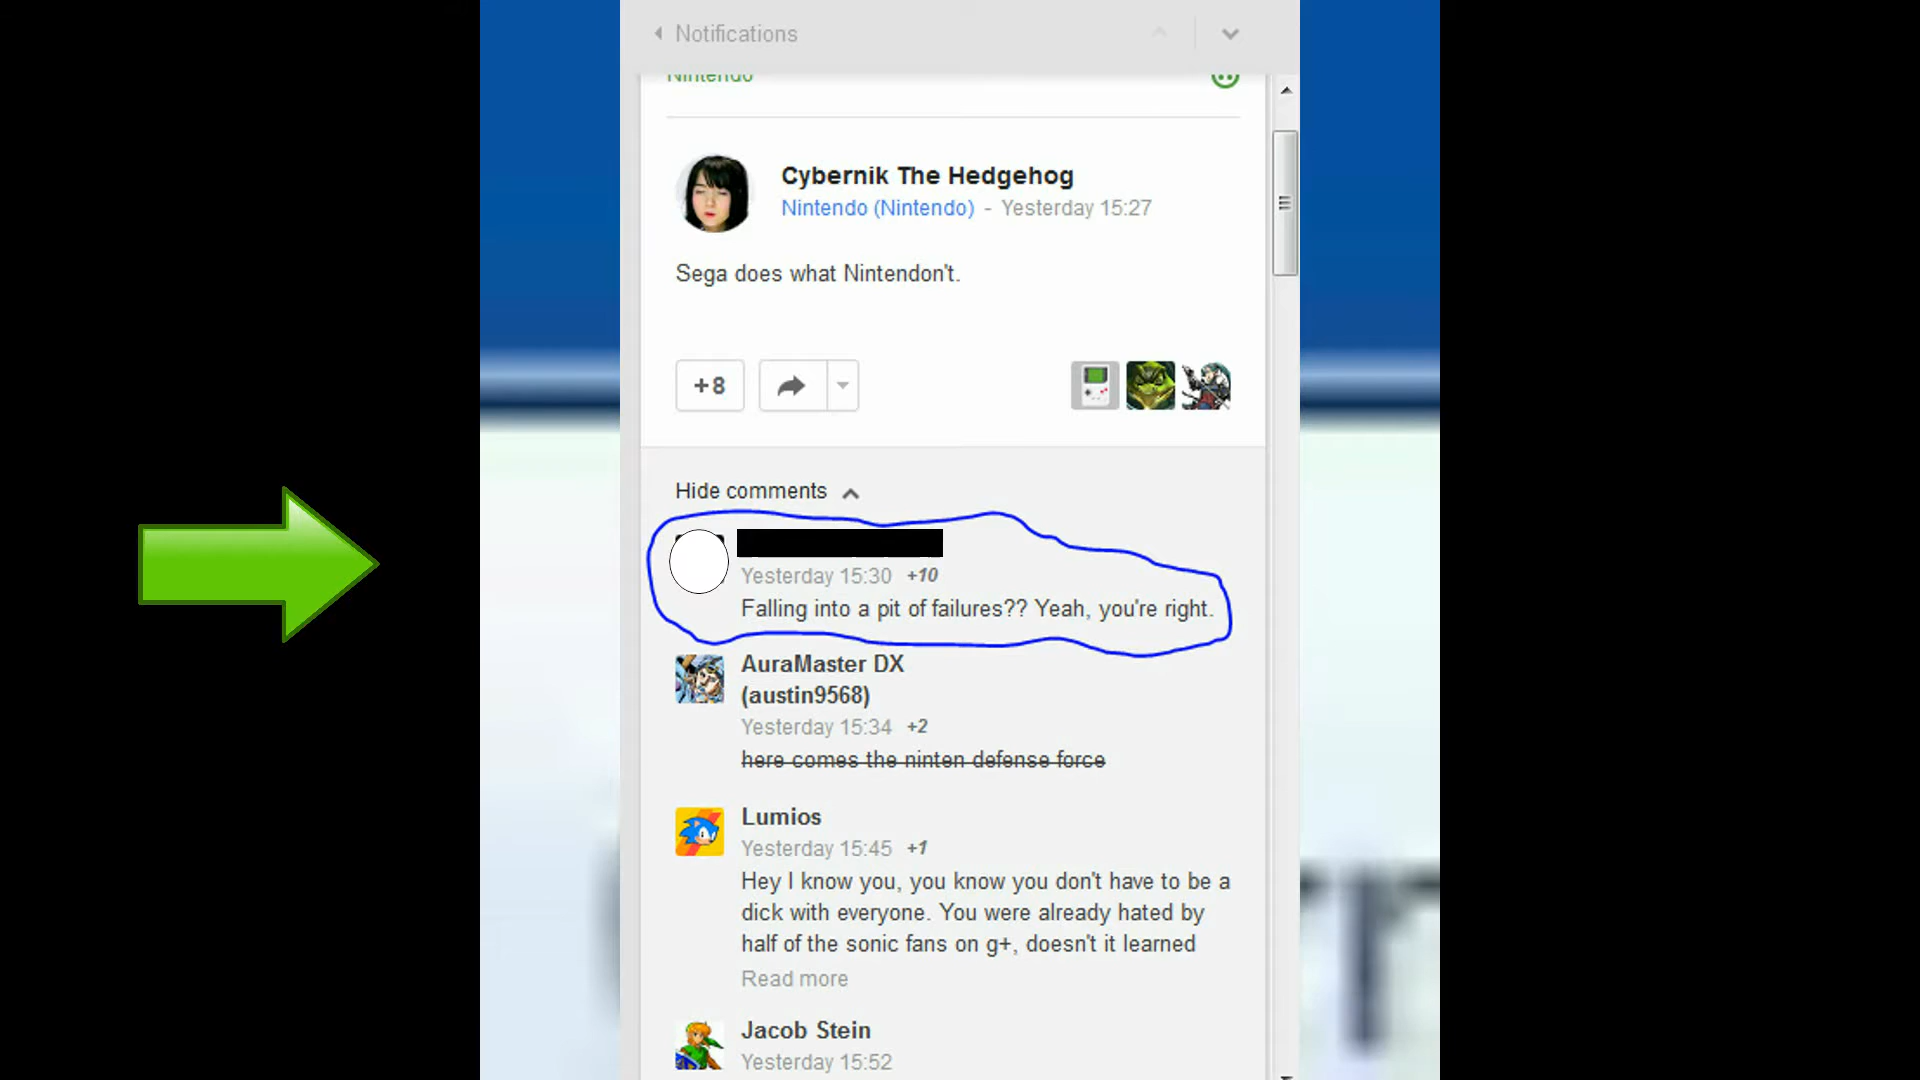 Notifications
Nintendo
Cybernik The Hedgehog
Nintendo (Nintendo) - Yesterday 15:27
Sega does what Nintendon't.
+8
Hide comments
Yesterday 15:30 +10
Falling into a pit of failures?? Yeah, you're right.
AuraMaster DX
(austin9568)
Yesterday 15:34 +2
here comes the ninten defense force
Lumios
Yesterday 15:45 +1
Hey I know you, you know you don't have to be a
dick with everyone. You were already hated by
half of the sonic fans on g+, doesn't it learned
Read more
Jacob Stein
Yesterday 15:52